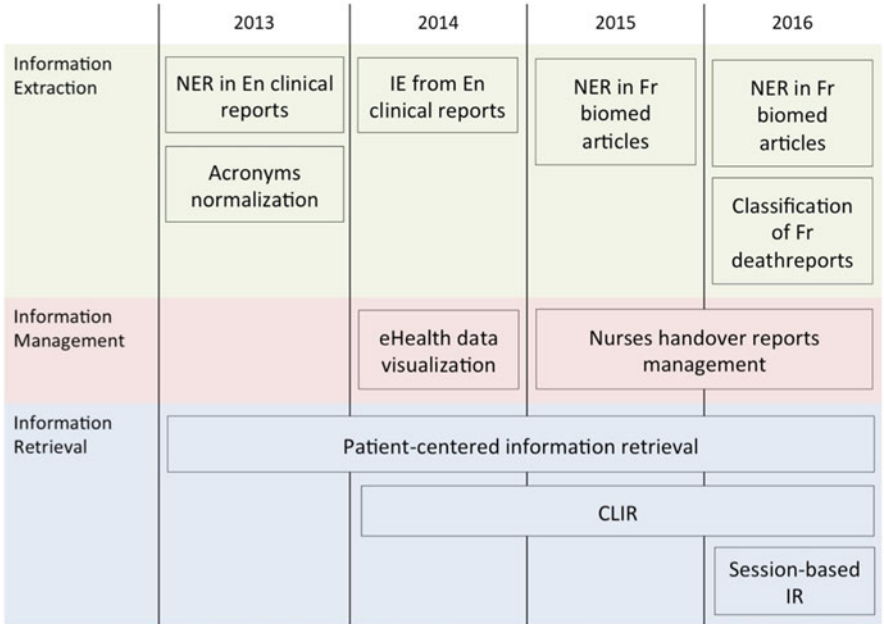 2013
2014
2015
2016
Information
Extraction
NER in En clinical
reports
Acronyms
normalization
IE from En
clinical reports
NER in Fr
biomed
articles
NER in Fr
biomed
articles
Classification
of Fr
deathreports
Information
Management
eHealth data
visualization
Nurses handover reports
management
Information
Retrieval
Patient-centered information retrieval
CLIR
Session-based
IR